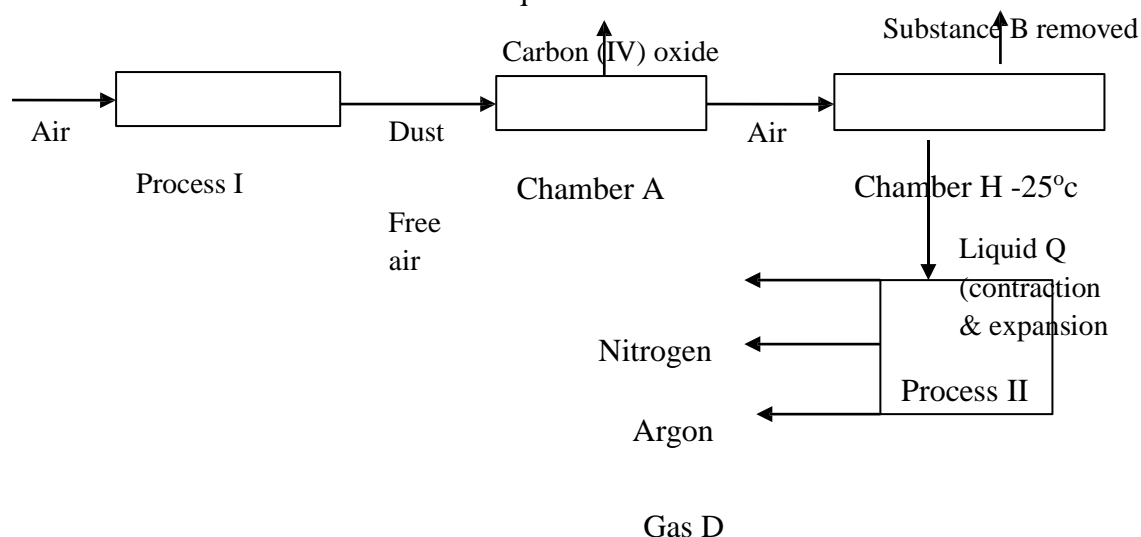 Carbon (IV) oxide
Substance B removed
Air
Dust
Air
Process I
Chamber A
Chamber H -25°c
Free
air
Liquid Q
(contraction
& expansion
Nitrogen
Process II
Argon
Gas D